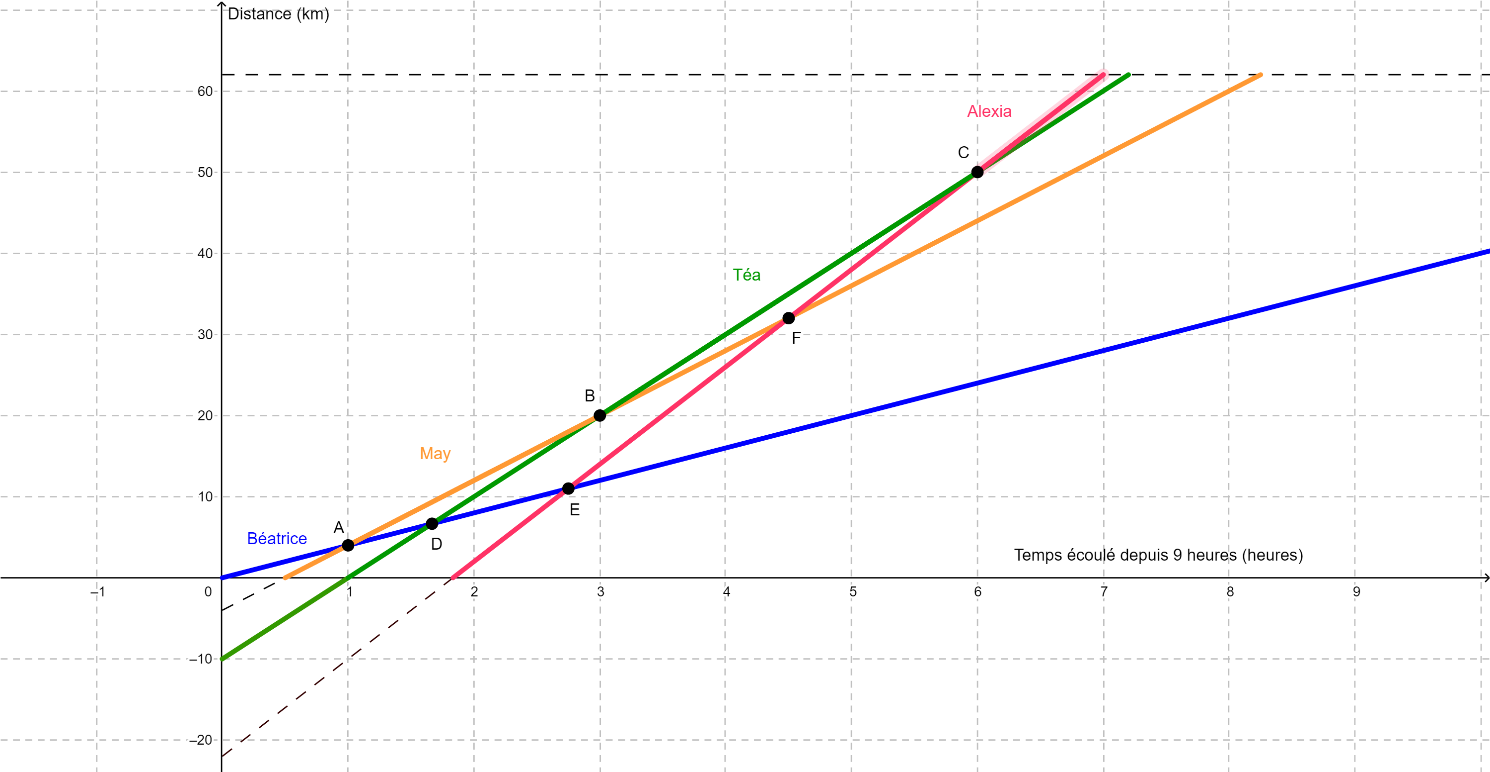 Distance (km)
60
Alexia
C
50
40
Téa
30
F
B
20
May
10
E
A
D
Béatrice
Temps écoulé depuis 9 heures (heures)
–1
0
1
2
3
4
5
6
7
8
9
–10
–20